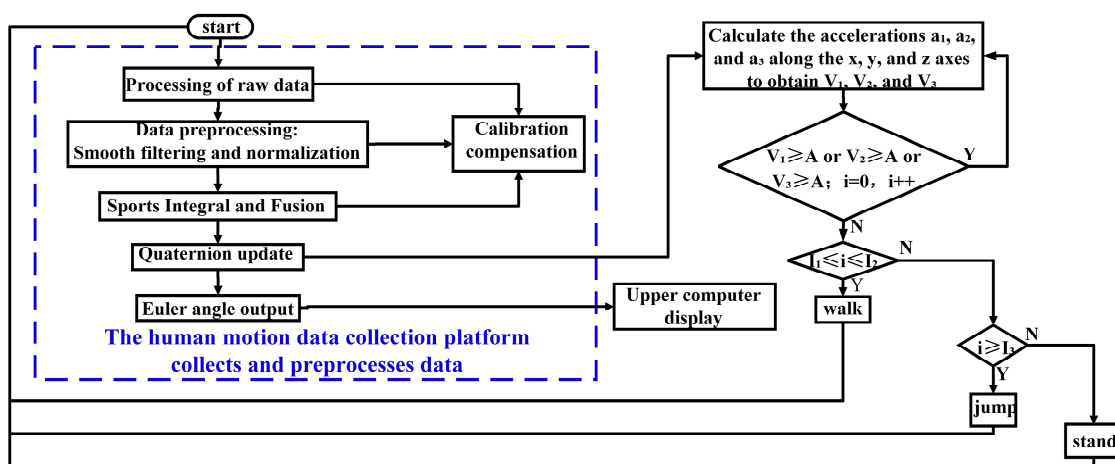 start
Processing of raw data
Data preprocessing:
Smooth filtering and normalization
Calibration
compensation
Sports Integral and Fusion
Quaternion update
Euler angle output
Upper computer
display
The human motion data collection platform
collects and preprocesses data
Calculate the accelerations a₁, a₂,
and a₃ along the x, y, and z axes
to obtain V₁, V₂, and V₃
V₁≥A or V₂≥A or
V₃≥A; i=0, i++
Y
N
I₁≤i≤I₂
N
Y
walk
i≥I₃
N
Y
jump
stand